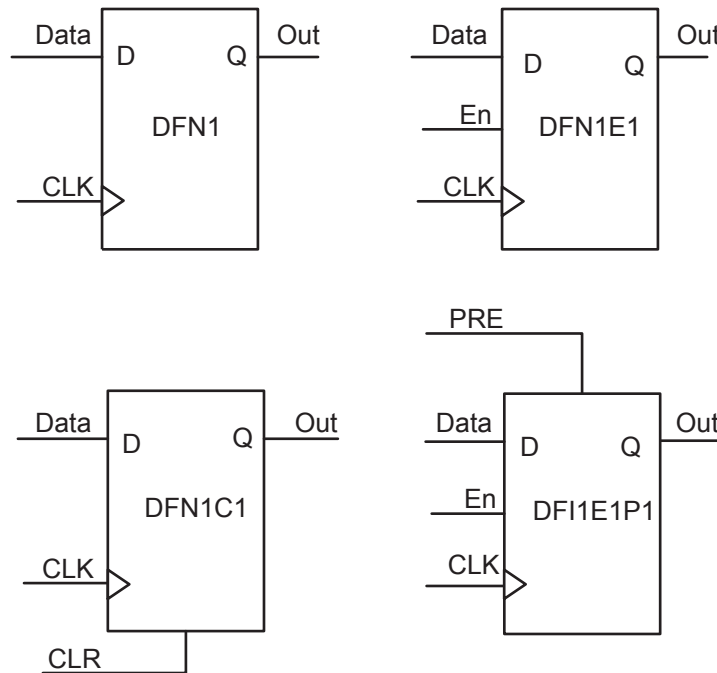 Data
Out
D
Q
DFN1
CLK
Data
Out
D
Q
En
DFN1E1
CLK
Data
Out
D
Q
DFN1C1
CLK
CLR
PRE
Data
Out
D
Q
En
DFI1E1P1
CLK